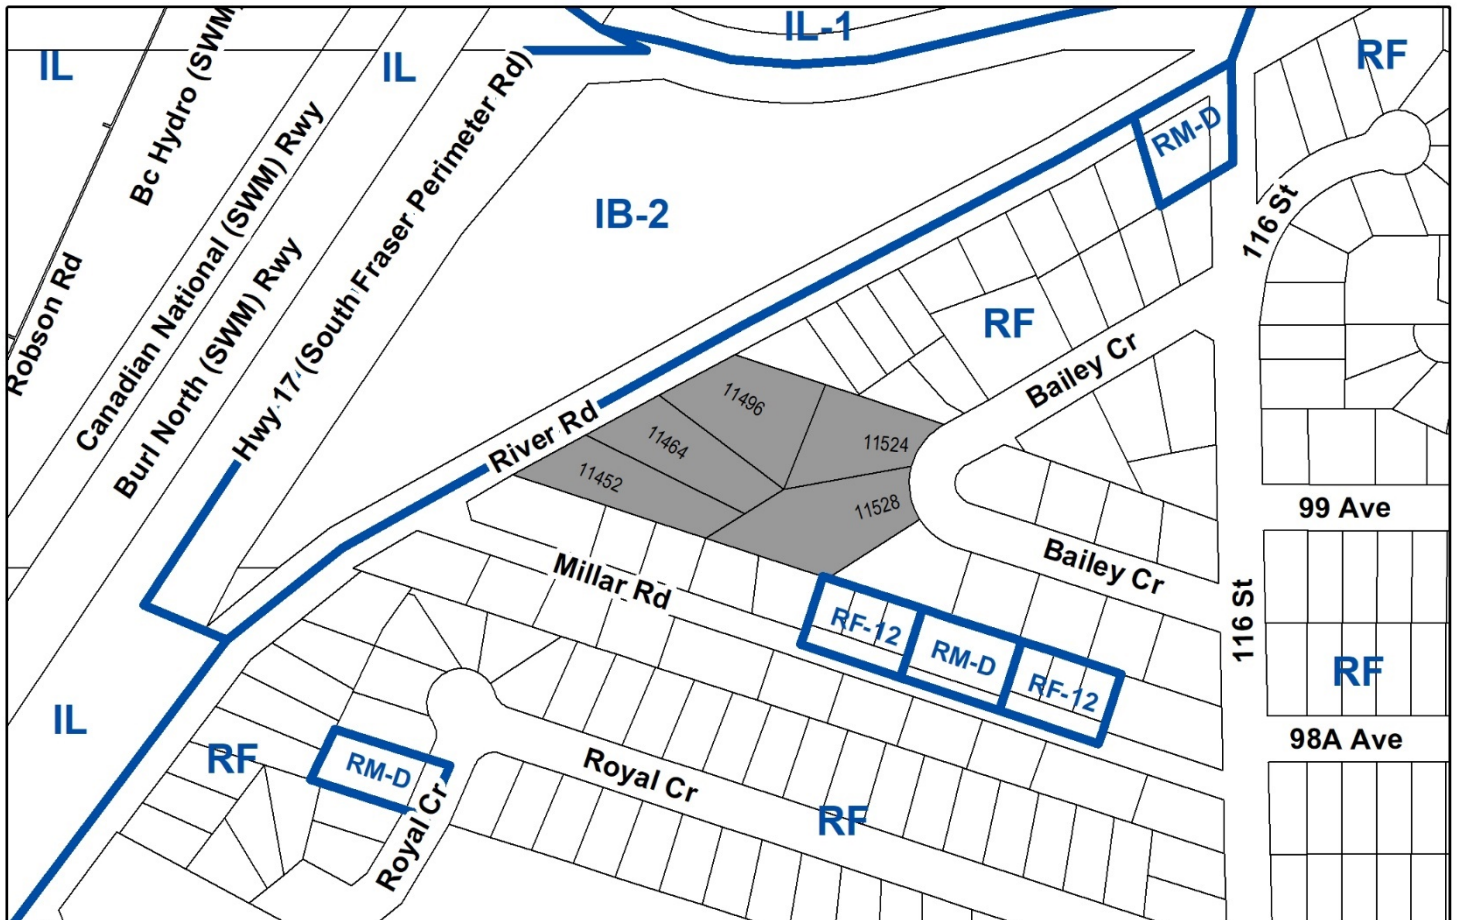 IL-1
IL
IL
RF
Bc Hydro (SWM)
RM-D
Canadian National (SWM) Rwy
Hwy 17 (South Fraser Perimeter Rd)
IB-2
116 St
Robson Rd
Burl North (SWM) Rwy
RF
Bailey Cr
11496
River Rd
11464
11524
11452
11528
99 Ave
Bailey Cr
Millar Rd
116 St
RF-12
RM-D
RF-12
RF
IL
RF
RM-D
Royal Cr
98A Ave
RF
Royal Cr